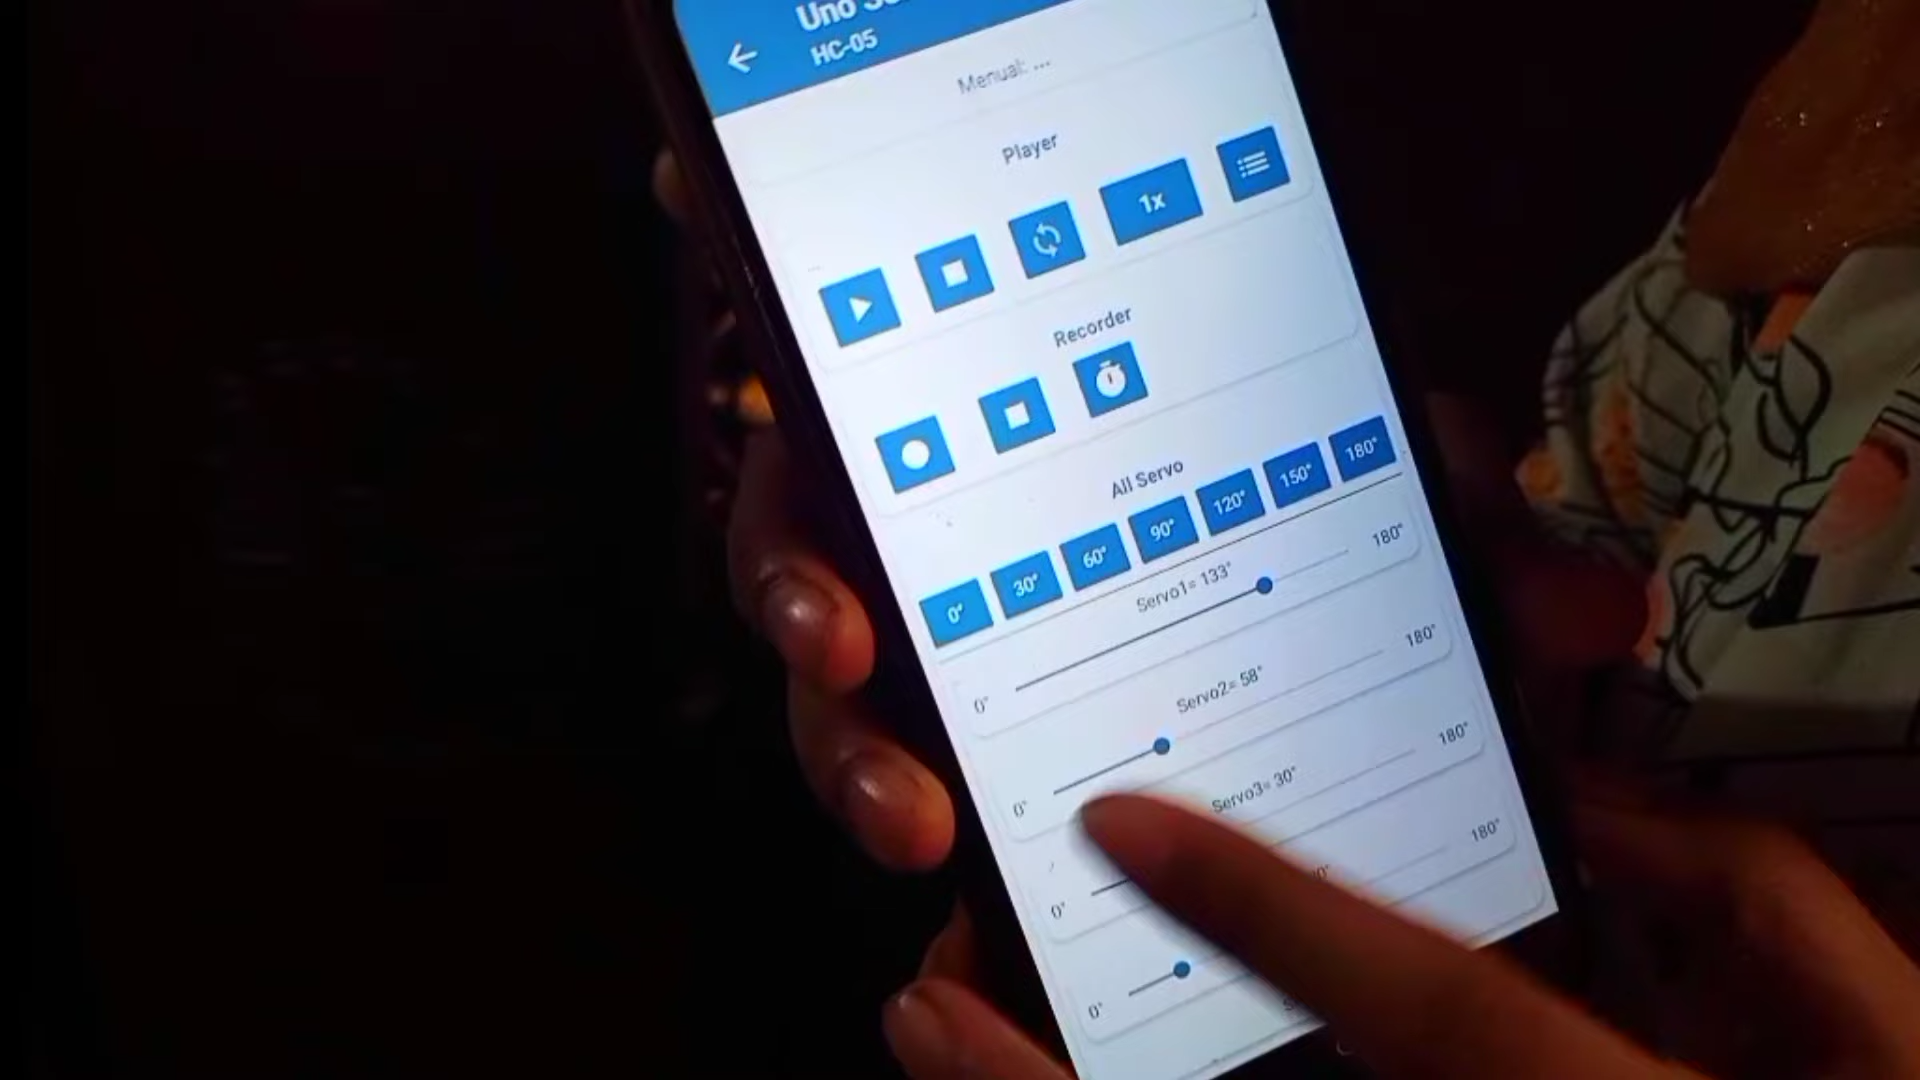 Uno
HC-05
Menual: ...
Player
1x
...
Recorder
All Servo
0° 30° 60° 90° 120° 150° 180°
Servo1= 133°
0° 180°
Servo2= 58°
0° 180°
Servo3= 30°
0° 180°
0° 180°